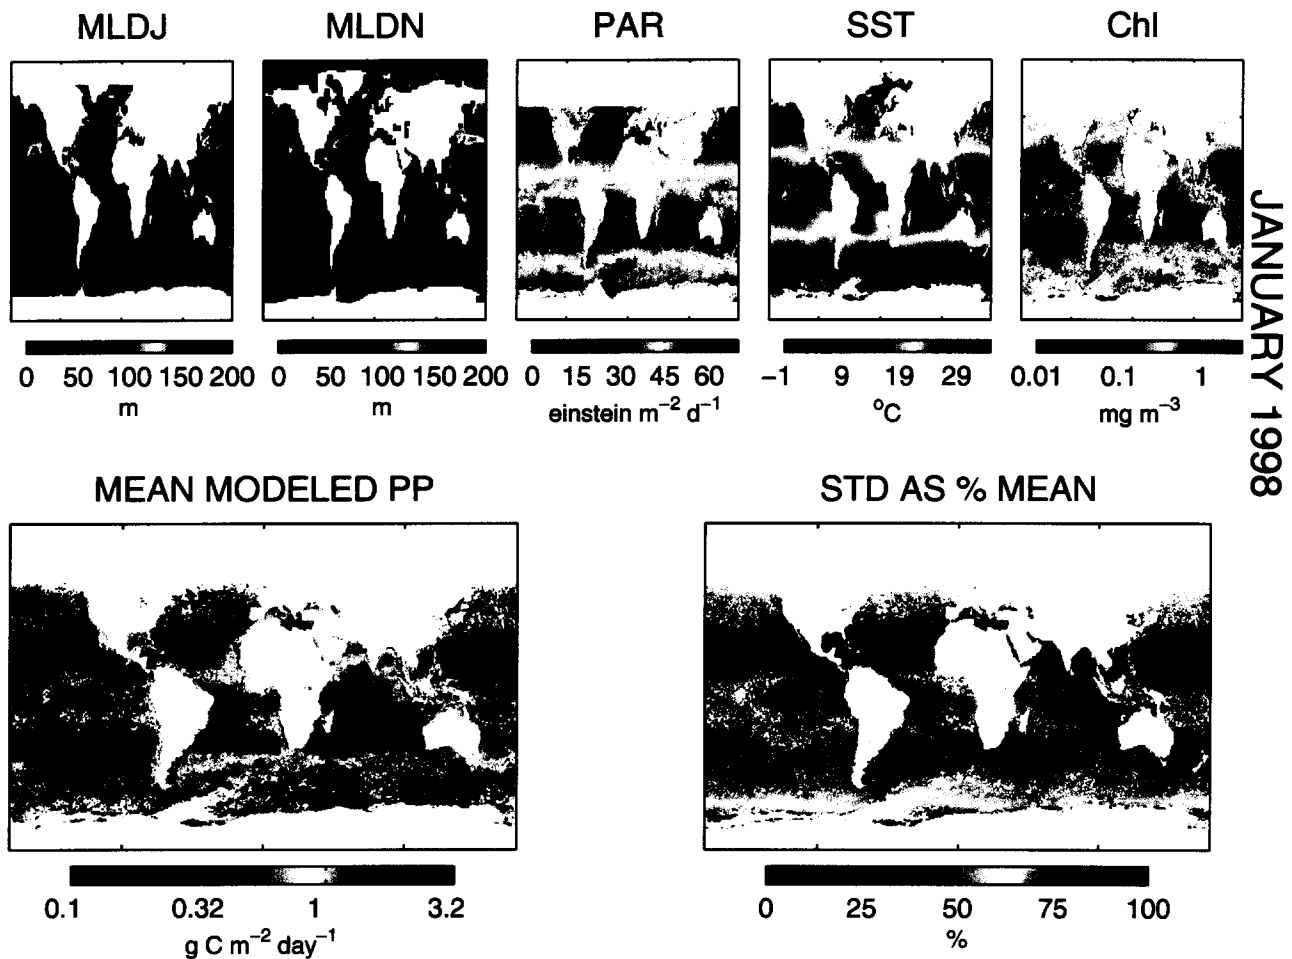 MLDJ
MLDN
PAR
SST
Chl
0 50 100 150 200
m
0 50 100 150 200
m
0 15 30 45 60
einstein m⁻² d⁻¹
−1 9 19 29
°C
0.01 0.1 1
mg m⁻³
JANUARY 1998
MEAN MODELED PP
STD AS % MEAN
0.1 0.32 1 3.2
g C m⁻² day⁻¹
0 25 50 75 100
%